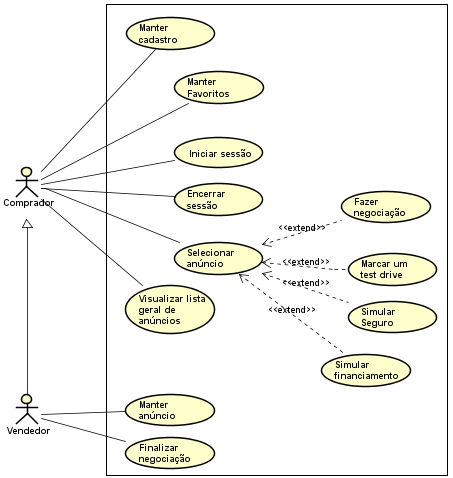 Manter
cadastro
Manter
Favoritos
Iniciar sessão
Comprador
Encerrar
sessão
Fazer
negociação
<<extend>>
Selecionar
anúncio
<<extend>>
Marcar um
test drive
<<extend>>
Visualizar lista
geral de
anúncios
<<extend>>
Simular
Seguro
Simular
financiamento
Manter
anúncio
Vendedor
Finalizar
negociação